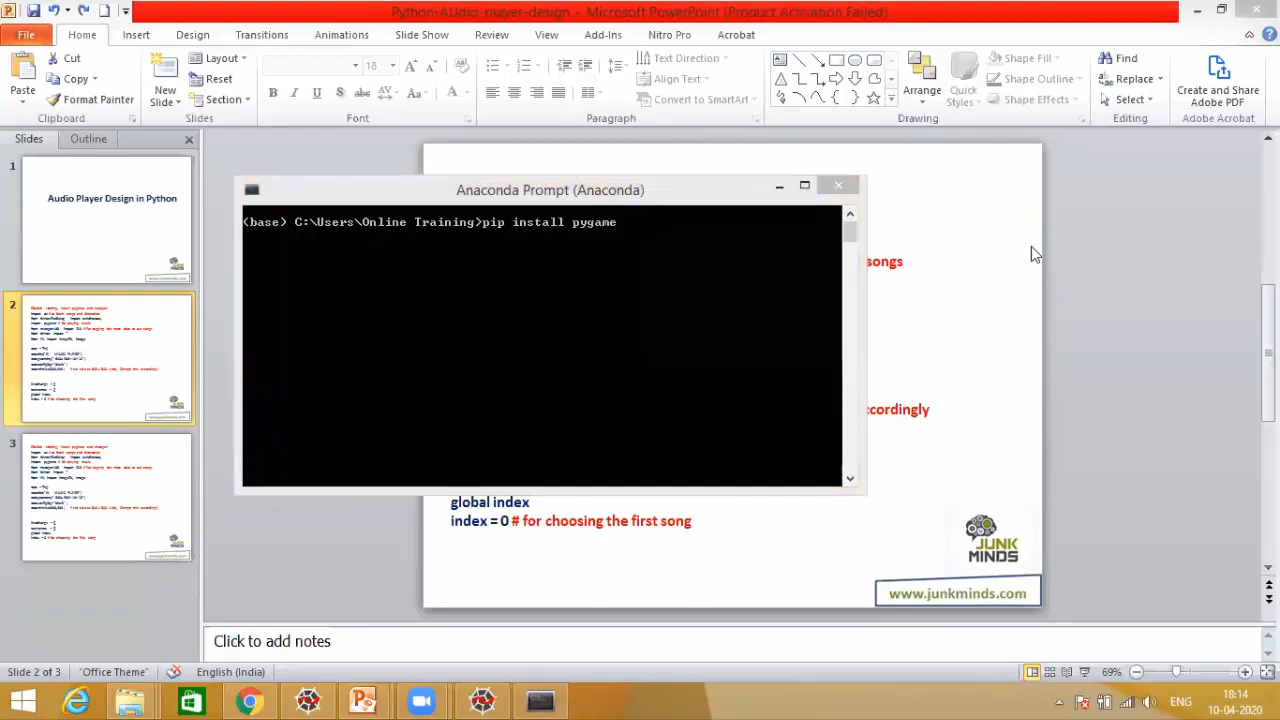 Python-AUdio-player-design - Microsoft PowerPoint (Product Activation Failed)
File Home Insert Design Transitions Animations Slide Show Review View Add-Ins Nitro Pro Acrobat
Paste
Cut
Copy
Format Painter
Clipboard
New Slide
Layout
Reset
Section
Slides
18
Font
Text Direction
Align Text
Convert to SmartArt
Paragraph
Arrange
Quick Styles
Shape Fill
Shape Outline
Shape Effects
Drawing
Find
Replace
Select
Editing
Create and Share Adobe PDF
Adobe Acrobat
Slides Outline
1
Audio Player Design in Python
2
3
Anaconda Prompt (Anaconda)
(base) C:\Users\Online Training>pip install pygame
songs
ccordingly
global index
index = 0 # for choosing the first song
JUNK
MINDS
www.junkminds.com
Click to add notes
Slide 2 of 3 "Office Theme" English (India) 69%
ENG
18:14
10-04-2020